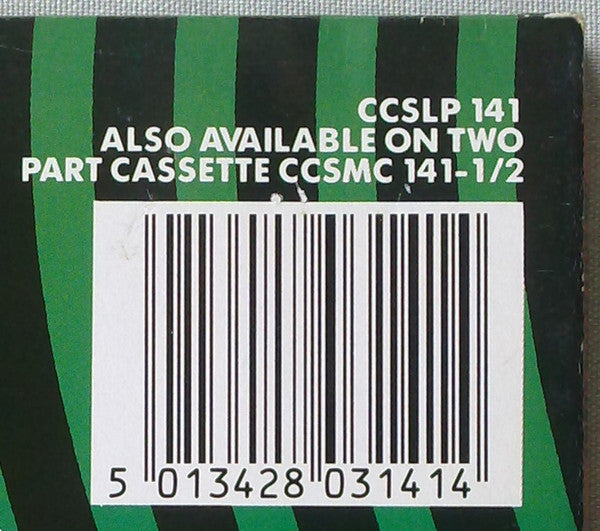 CCSLP 141
ALSO AVAILABLE ON TWO
PART CASSETTE CCSMC 141-1/2
5 013428 031414